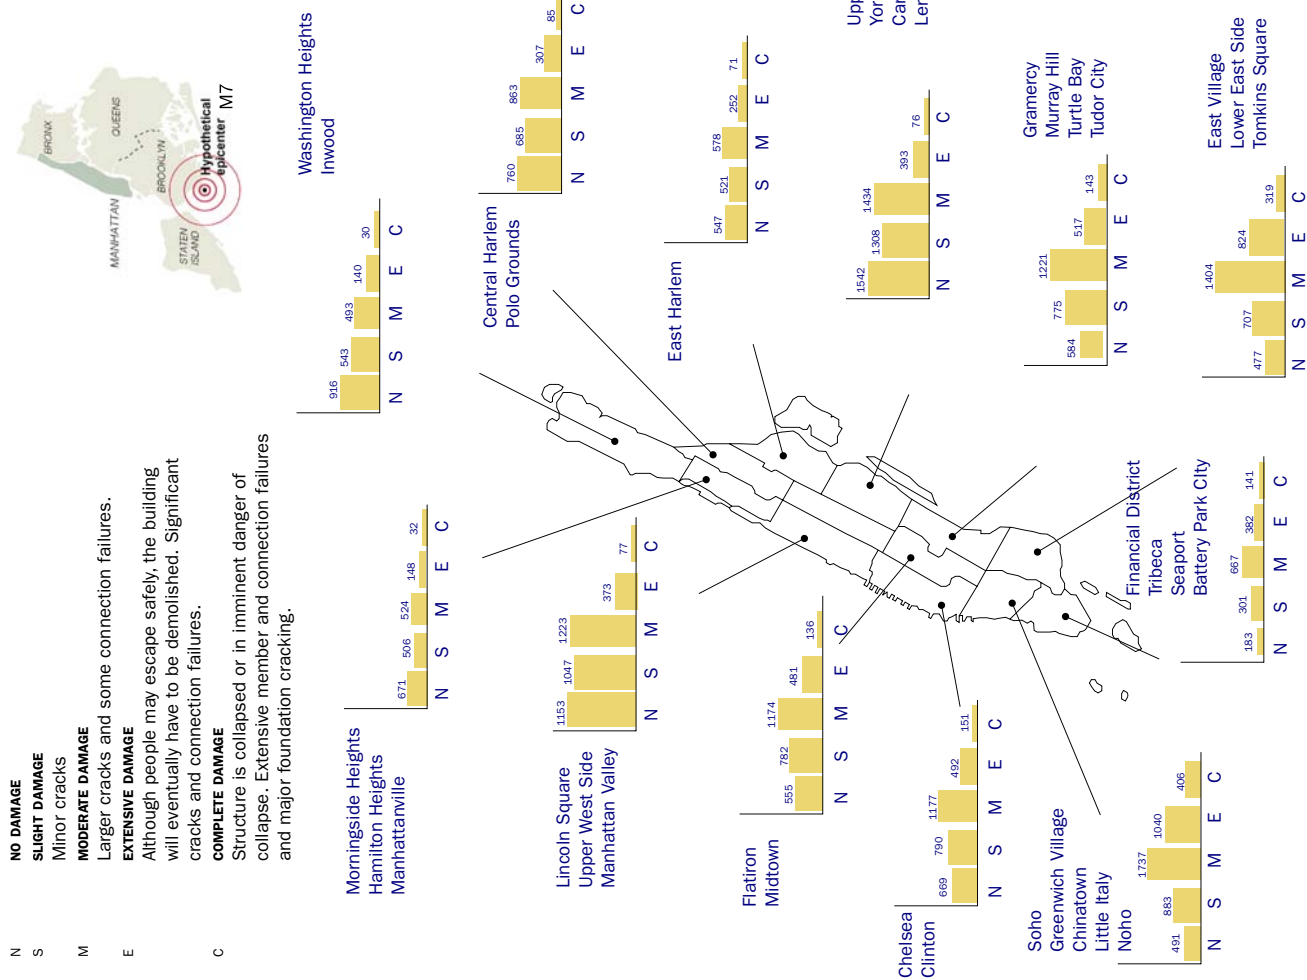 N NO DAMAGE
S SLIGHT DAMAGE
Minor cracks
M MODERATE DAMAGE
Larger cracks and some connection failures.
E EXTENSIVE DAMAGE
Although people may escape safely, the building
will eventually have to be demolished. Significant
cracks and connection failures.
C COMPLETE DAMAGE
Structure is collapsed or in imminent danger of
collapse. Extensive member and connection failures
and major foundation cracking.
BRONX
MANHATTAN
QUEENS
BROOKLYN
STATEN
ISLAND
Hypothetical
epicenter M7
Washington Heights
Inwood
916 543 493 140 30
N S M E C
Morningside Heights
Hamilton Heights
Manhattanville
671 506 524 148 32
N S M E C
Central Harlem
Polo Grounds
760 685 863 307 85
N S M E C
Lincoln Square
Upper West Side
Manhattan Valley
1153 1047 1223 373 77
N S M E C
East Harlem
547 521 578 252 71
N S M E C
Flatiron
Midtown
555 782 1174 481 136
N S M E C
Upp
Yor
Car
Ler
1542 1308 1434 393 76
N S M E C
Chelsea
Clinton
669 790 1177 492 151
N S M E C
Gramercy
Murray Hill
Turtle Bay
Tudor City
584 775 1221 517 143
N S M E C
Soho
Greenwich Village
Chinatown
Little Italy
Noho
491 883 1737 1040 406
N S M E C
Financial District
Tribeca
Seaport
Battery Park CIty
183 301 667 382 141
N S M E C
East Village
Lower East Side
Tomkins Square
477 707 1404 824 319
N S M E C